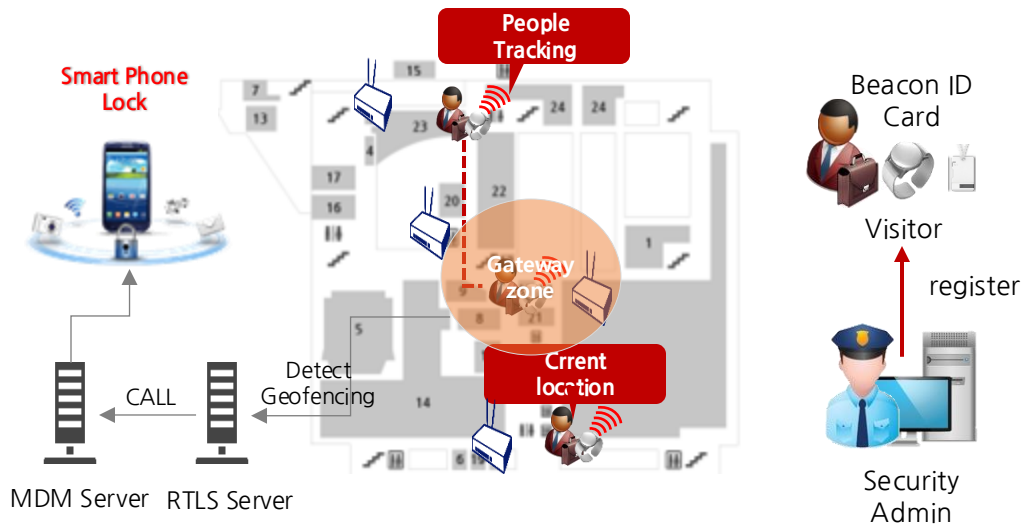 People
Tracking
Smart Phone
Lock
15
7
13
23
24
24
4
17
16
20
22
1
Gateway
zone
9
8
21
5
14
6
19
Crrent
location
Detect
Geofencing
CALL
MDM Server
RTLS Server
Beacon ID
Card
Visitor
register
Security
Admin